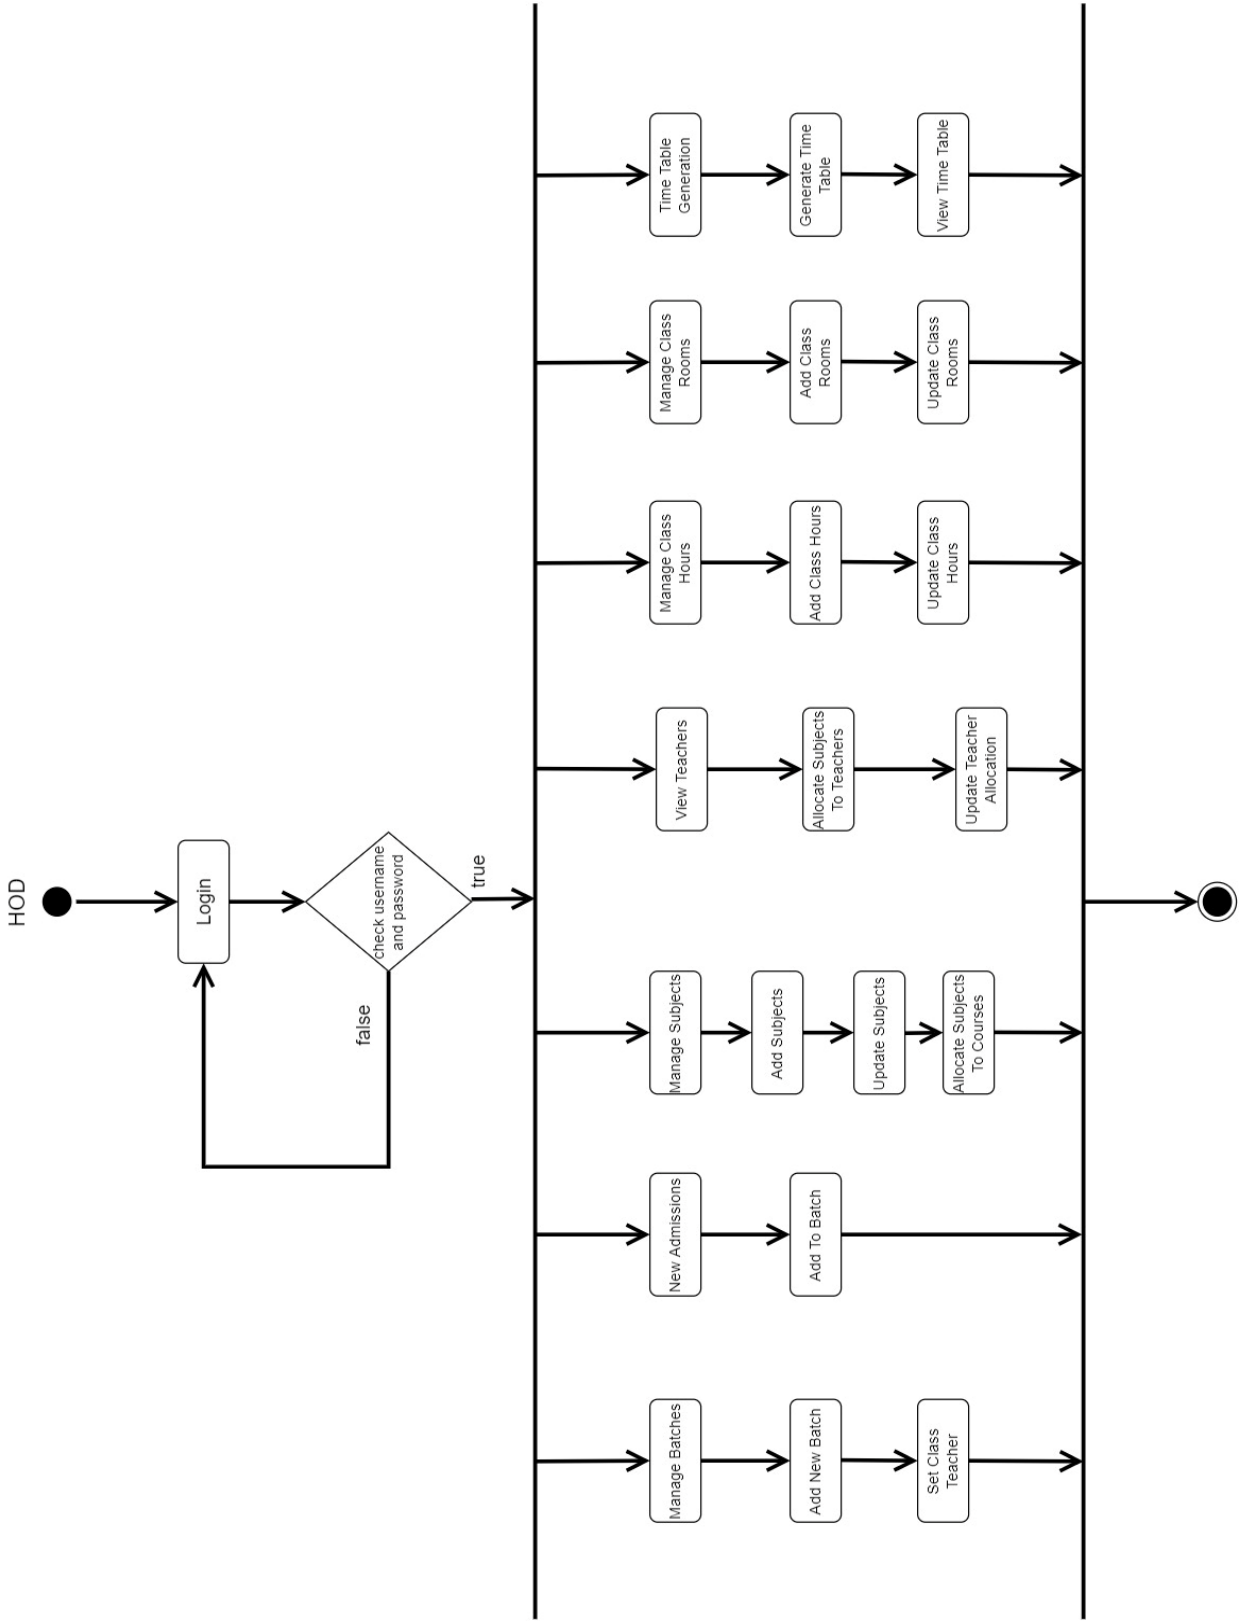 HOD
Login
check username
and password
true
false
Manage Batches
Add New Batch
Set Class
Teacher
New Admissions
Add To Batch
Manage Subjects
Add Subjects
Update Subjects
Allocate Subjects
To Courses
View Teachers
Allocate Subjects
To Teachers
Update Teacher
Allocation
Manage Class
Hours
Add Class Hours
Update Class
Hours
Manage Class
Rooms
Add Class
Rooms
Update Class
Rooms
Time Table
Generation
Generate Time
Table
View Time Table